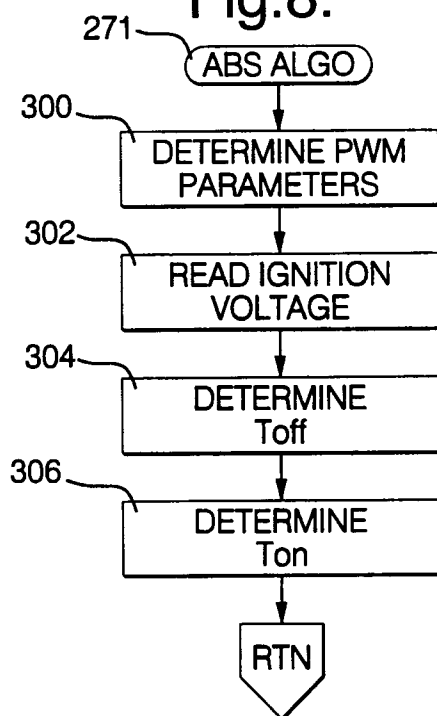 Fig.8.
271
ABS ALGO
300
DETERMINE PWM
PARAMETERS
302
READ IGNITION
VOLTAGE
304
DETERMINE
Toff
306
DETERMINE
Ton
RTN